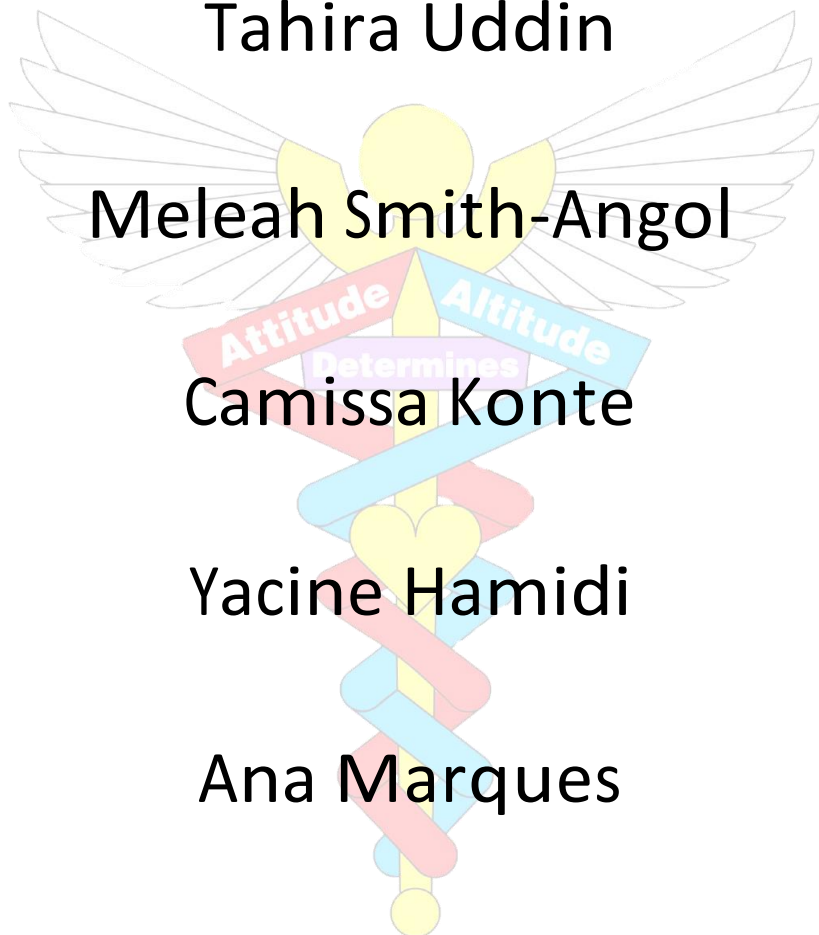 Tahira Uddin
Meleah Smith-Angol
Attitude
Altitude
Determines
Camissa Konte
Yacine Hamidi
Ana Marques